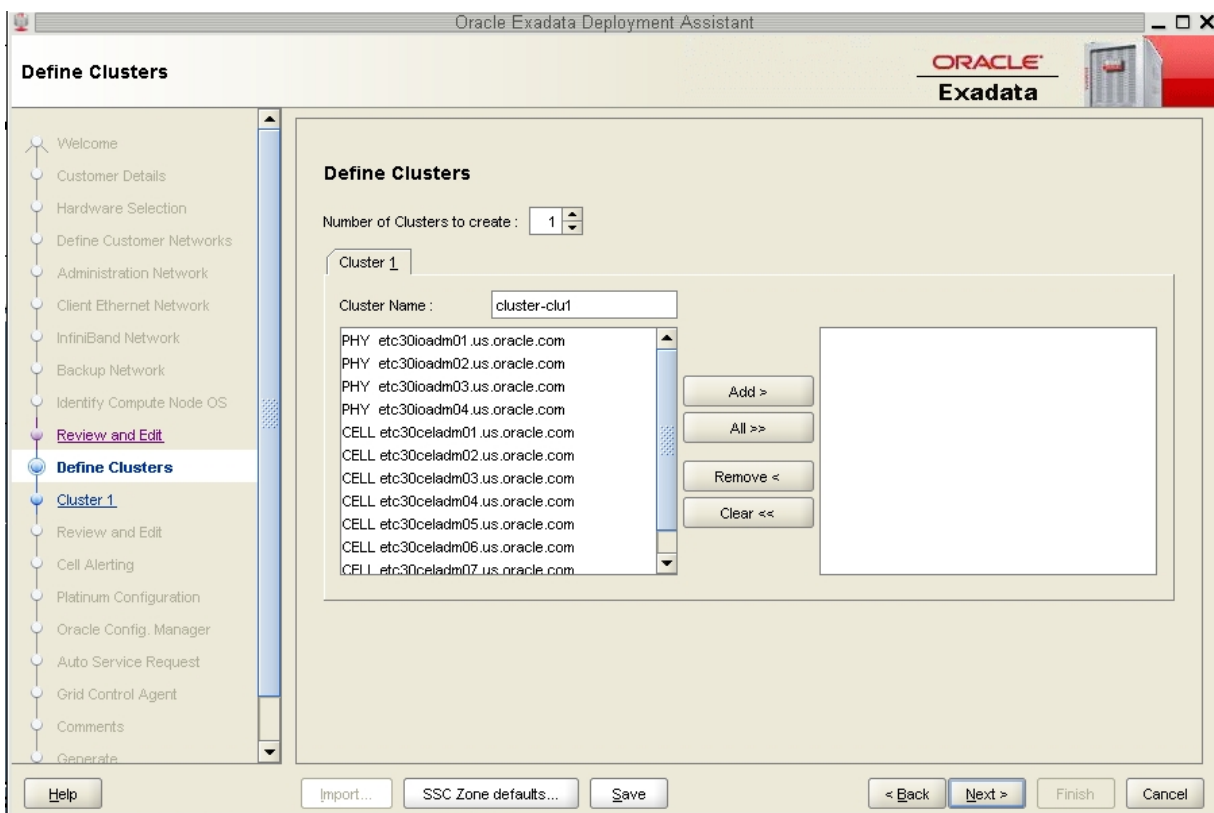 Oracle Exadata Deployment Assistant
Define Clusters
ORACLE
Exadata
Welcome
Customer Details
Hardware Selection
Define Customer Networks
Administration Network
Client Ethernet Network
InfiniBand Network
Backup Network
Identify Compute Node OS
Review and Edit
Define Clusters
Cluster 1
Review and Edit
Cell Alerting
Platinum Configuration
Oracle Config. Manager
Auto Service Request
Grid Control Agent
Comments
Generate
Define Clusters
Number of Clusters to create : 1
Cluster 1
Cluster Name : cluster-clu1
PHY etc30ioadm01.us.oracle.com
PHY etc30ioadm02.us.oracle.com
PHY etc30ioadm03.us.oracle.com
PHY etc30ioadm04.us.oracle.com
CELL etc30celadm01.us.oracle.com
CELL etc30celadm02.us.oracle.com
CELL etc30celadm03.us.oracle.com
CELL etc30celadm04.us.oracle.com
CELL etc30celadm05.us.oracle.com
CELL etc30celadm06.us.oracle.com
CELL etc30celadm07.us.oracle.com
Add >
All >>
Remove <
Clear <<
Help
Import...
SSC Zone defaults...
Save
< Back
Next >
Finish
Cancel